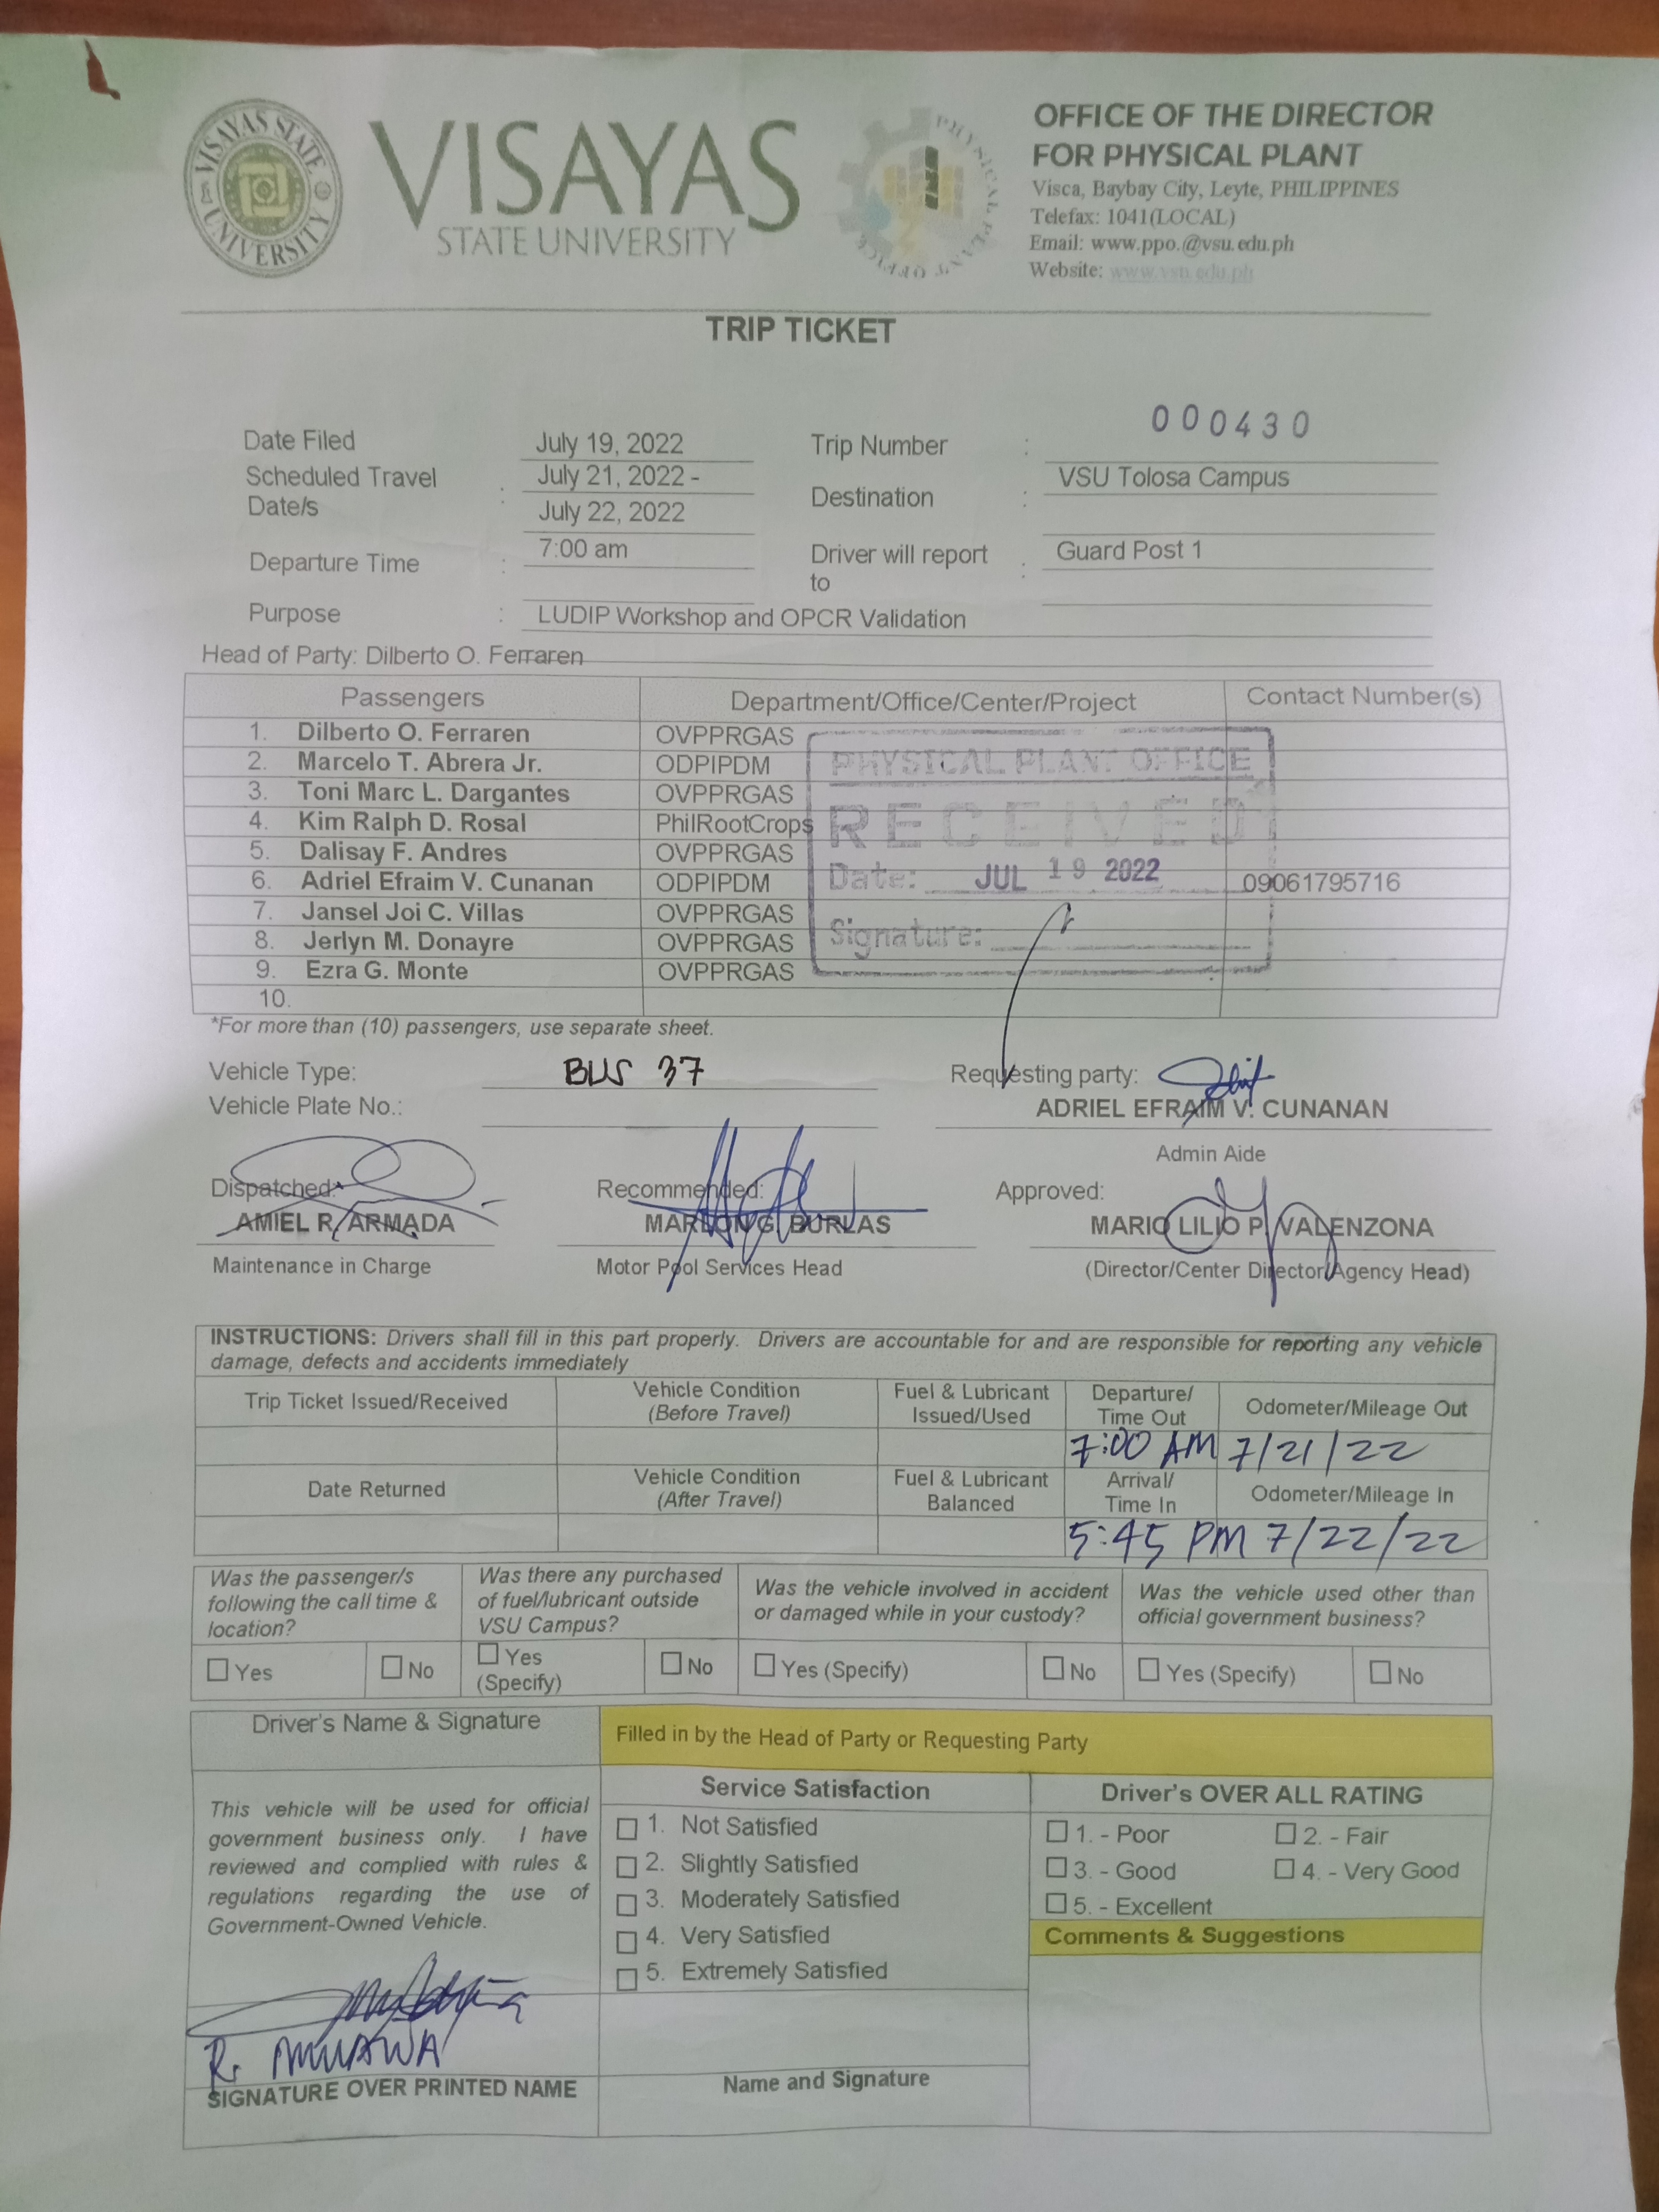 VISAYAS STATE UNIVERSITY
VISAYAS
STATE UNIVERSITY
PHYSICAL PLANT OFFICE
OFFICE OF THE DIRECTOR
FOR PHYSICAL PLANT
Visca, Baybay City, Leyte, PHILIPPINES
Telefax: 1041(LOCAL)
Email: www.ppo.@vsu.edu.ph
Website: www.vsu.edu.ph
TRIP TICKET
Date Filed July 19, 2022 Trip Number : 000430
Scheduled Travel Date/s : July 21, 2022 - July 22, 2022 Destination : VSU Tolosa Campus
Departure Time : 7:00 am Driver will report to : Guard Post 1
Purpose : LUDIP Workshop and OPCR Validation
Head of Party: Dilberto O. Ferraren
Passengers Department/Office/Center/Project Contact Number(s)
1. Dilberto O. Ferraren OVPPRGAS
2. Marcelo T. Abrera Jr. ODPIPDM
3. Toni Marc L. Dargantes OVPPRGAS
4. Kim Ralph D. Rosal PhilRootCrops
5. Dalisay F. Andres OVPPRGAS
6. Adriel Efraim V. Cunanan ODPIPDM 09061795716
7. Jansel Joi C. Villas OVPPRGAS
8. Jerlyn M. Donayre OVPPRGAS
9. Ezra G. Monte OVPPRGAS
10.
PHYSICAL PLANT OFFICE
RECEIVED
Date: JUL 19 2022
Signature:
*For more than (10) passengers, use separate sheet.
Vehicle Type: BUS 37 Requesting party:
Vehicle Plate No.: ADRIEL EFRAIM V. CUNANAN
Admin Aide
Dispatched: Recommended: Approved:
AMIEL R. ARMADA MARLON G. BURLAS MARIO LILIO P. VALENZONA
Maintenance in Charge Motor Pool Services Head (Director/Center Director/Agency Head)
INSTRUCTIONS: Drivers shall fill in this part properly. Drivers are accountable for and are responsible for reporting any vehicle
damage, defects and accidents immediately
Trip Ticket Issued/Received Vehicle Condition (Before Travel) Fuel & Lubricant Issued/Used Departure/ Time Out Odometer/Mileage Out
7:00 AM 7/21/22
Date Returned Vehicle Condition (After Travel) Fuel & Lubricant Balanced Arrival/ Time In Odometer/Mileage In
5:45 PM 7/22/22
Was the passenger/s following the call time & location? Was there any purchased of fuel/lubricant outside VSU Campus? Was the vehicle involved in accident or damaged while in your custody? Was the vehicle used other than official government business?
☐ Yes ☐ No ☐ Yes (Specify) ☐ No ☐ Yes (Specify) ☐ No ☐ Yes (Specify) ☐ No
Driver's Name & Signature Filled in by the Head of Party or Requesting Party
This vehicle will be used for official
government business only. I have
reviewed and complied with rules &
regulations regarding the use of
Government-Owned Vehicle.
R.
SIGNATURE OVER PRINTED NAME
Service Satisfaction
☐ 1. Not Satisfied
☐ 2. Slightly Satisfied
☐ 3. Moderately Satisfied
☐ 4. Very Satisfied
☐ 5. Extremely Satisfied
Name and Signature
Driver's OVER ALL RATING
☐ 1. - Poor ☐ 2. - Fair
☐ 3. - Good ☐ 4. - Very Good
☐ 5. - Excellent
Comments & Suggestions